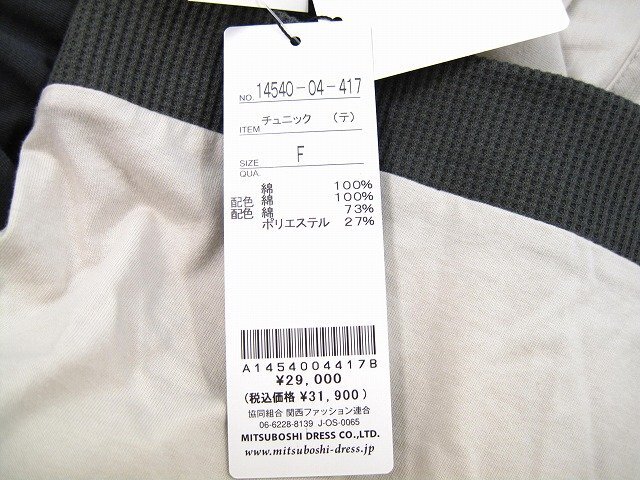 NO. 14540-04-417
ITEM チュニック (テ)
SIZE F
QUA
綿 100%
配色 綿 100%
配色 綿 73%
ポリエステル 27%
A1454004417B
¥29,000
(税込価格 ¥31,900)
協同組合 関西ファッション連合
06-6228-8139 J-OS-0065
MITSUBOSHI DRESS CO.,LTD.
www.mitsuboshi-dress.jp